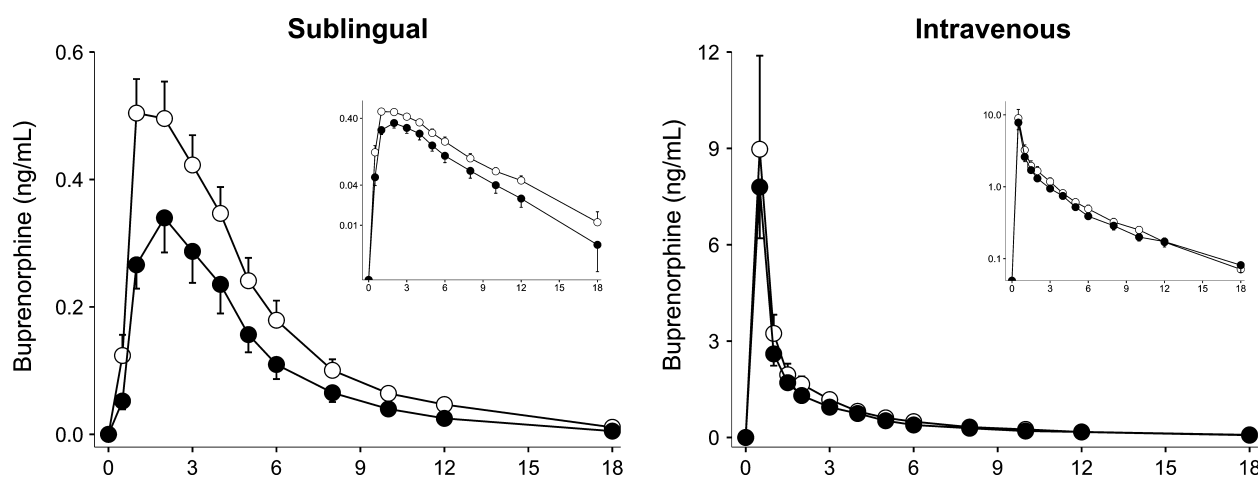 Sublingual
Buprenorphine (ng/mL)
0.6
0.4
0.2
0.0
0 3 6 9 12 15 18
0.40
0.04
0.01
0 3 6 9 12 15 18
Intravenous
Buprenorphine (ng/mL)
12
9
6
3
0
0 3 6 9 12 15 18
10.0
1.0
0.1
0 3 6 9 12 15 18